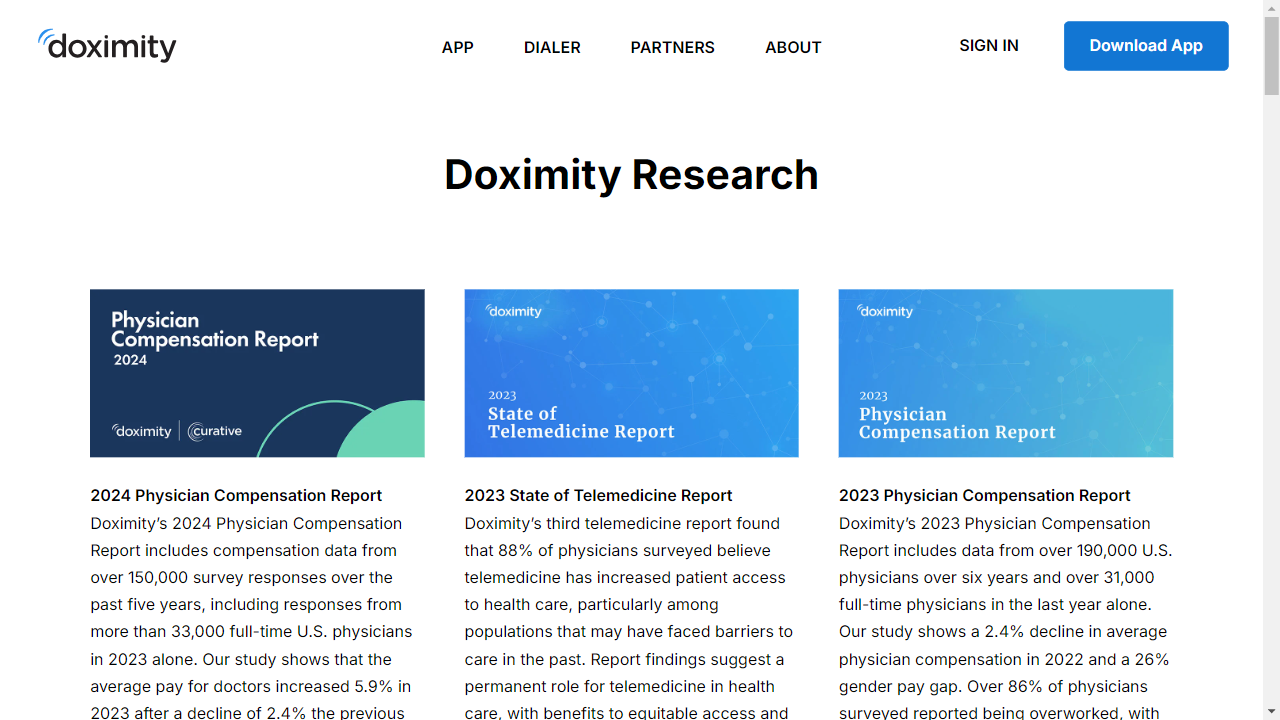 doximity
APP
DIALER
PARTNERS
ABOUT
SIGN IN
Download App
Doximity Research
Physician
Compensation Report
2024
doximity | curative
doximity
2023
State of
Telemedicine Report
doximity
2023
Physician
Compensation Report
2024 Physician Compensation Report
Doximity’s 2024 Physician Compensation
Report includes compensation data from
over 150,000 survey responses over the
past five years, including responses from
more than 33,000 full-time U.S. physicians
in 2023 alone. Our study shows that the
average pay for doctors increased 5.9% in
2023 after a decline of 2.4% the previous
2023 State of Telemedicine Report
Doximity’s third telemedicine report found
that 88% of physicians surveyed believe
telemedicine has increased patient access
to health care, particularly among
populations that may have faced barriers to
care in the past. Report findings suggest a
permanent role for telemedicine in health
care, with benefits to equitable access and
2023 Physician Compensation Report
Doximity’s 2023 Physician Compensation
Report includes data from over 190,000 U.S.
physicians over six years and over 31,000
full-time physicians in the last year alone.
Our study shows a 2.4% decline in average
physician compensation in 2022 and a 26%
gender pay gap. Over 86% of physicians
surveyed reported being overworked, with